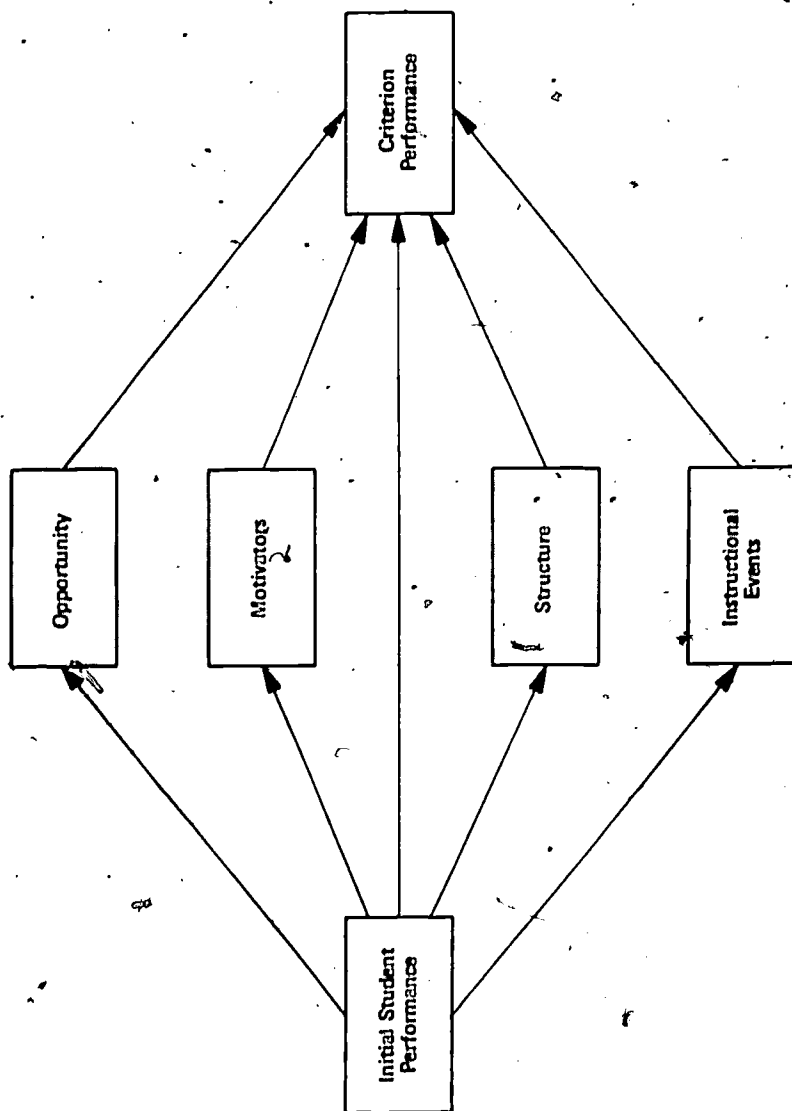 Opportunity
Motivators
Initial Student
Performance
Criterion
Performance
Structure
Instructional
Events